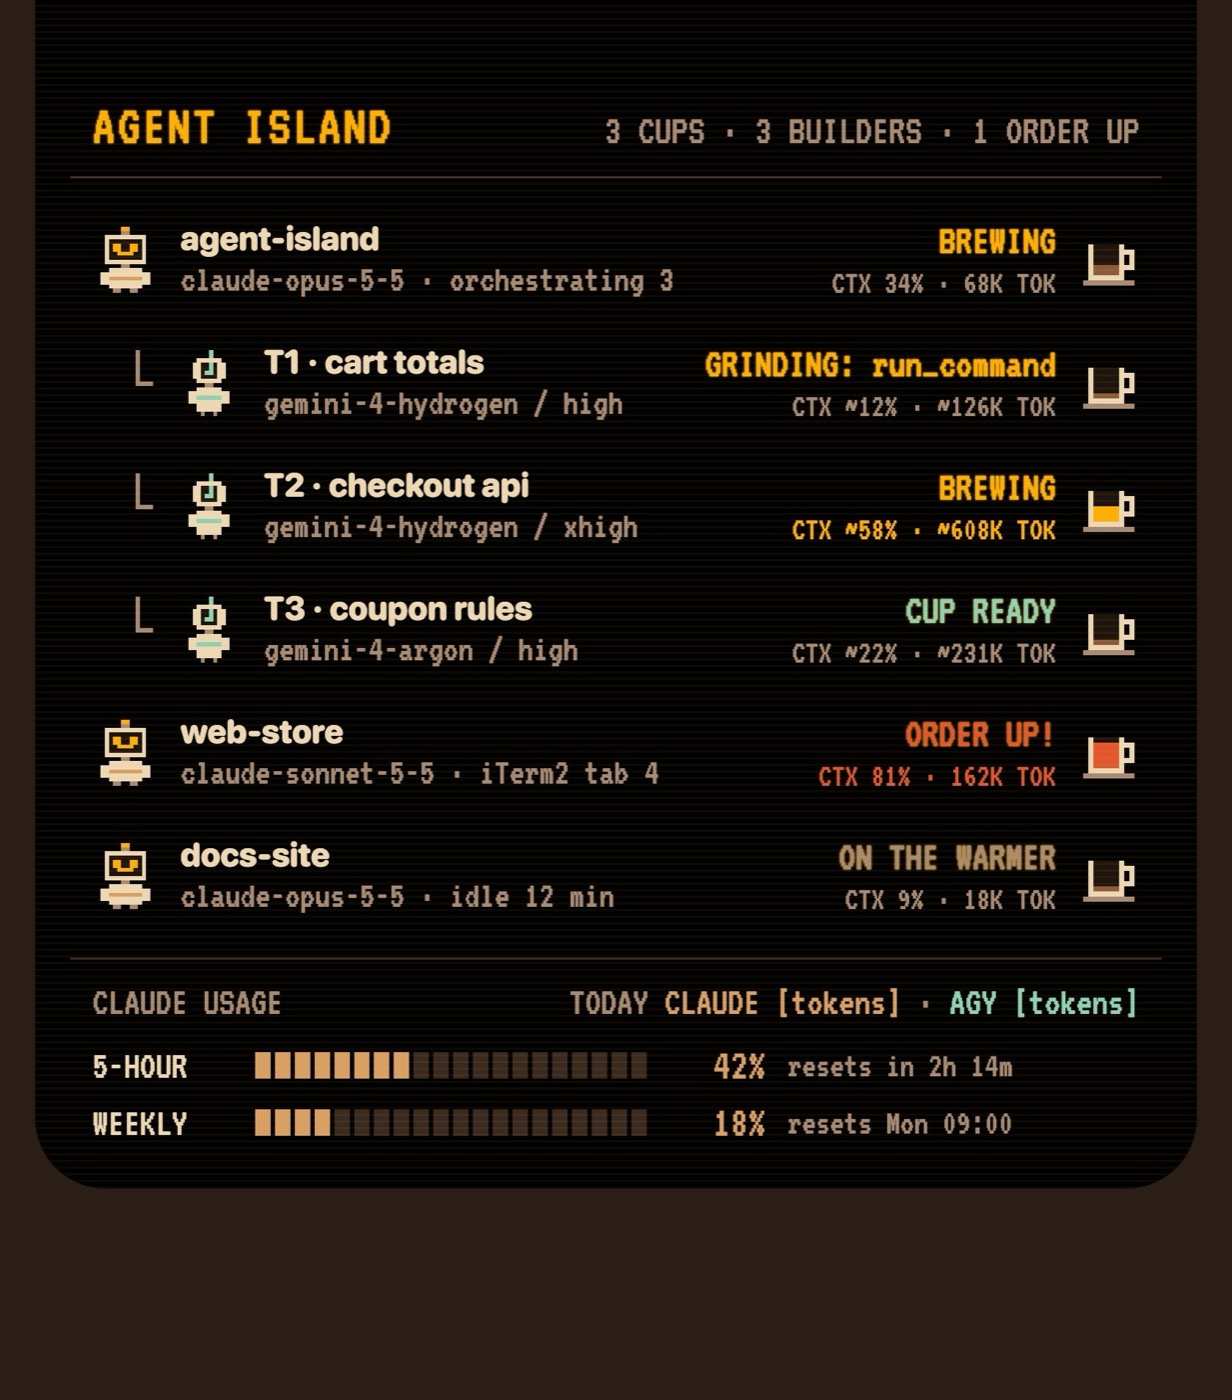 AGENT ISLAND
3 CUPS · 3 BUILDERS · 1 ORDER UP
agent-island
BREWING
claude-opus-5-5 · orchestrating 3
CTX 34% · 68K TOK
T1 · cart totals
GRINDING: run_command
gemini-4-hydrogen / high
CTX ~12% · ~126K TOK
T2 · checkout api
BREWING
gemini-4-hydrogen / xhigh
CTX ~58% · ~608K TOK
T3 · coupon rules
CUP READY
gemini-4-argon / high
CTX ~22% · ~231K TOK
web-store
ORDER UP!
claude-sonnet-5-5 · iTerm2 tab 4
CTX 81% · 162K TOK
docs-site
ON THE WARMER
claude-opus-5-5 · idle 12 min
CTX 9% · 18K TOK
CLAUDE USAGE
TODAY CLAUDE [tokens] · AGY [tokens]
5-HOUR 42% resets in 2h 14m
WEEKLY 18% resets Mon 09:00